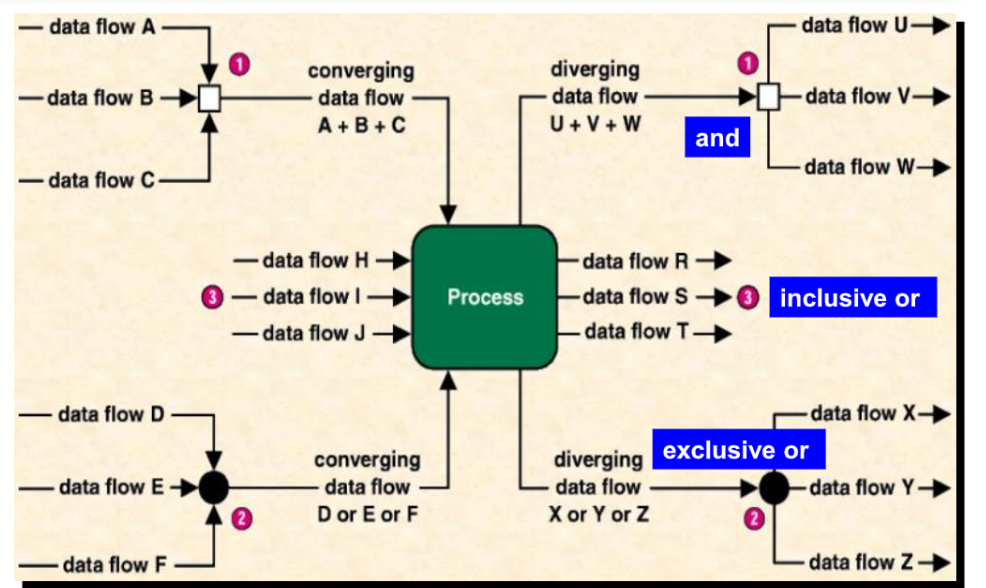 data flow A
data flow B
data flow C
1
converging
data flow
A + B + C
diverging
data flow
U + V + W
1
and
data flow U
data flow V
data flow W
data flow H
3
data flow I
data flow J
Process
data flow R
data flow S
data flow T
3
inclusive or
data flow D
data flow E
data flow F
2
converging
data flow
D or E or F
diverging
data flow
X or Y or Z
exclusive or
2
data flow X
data flow Y
data flow Z